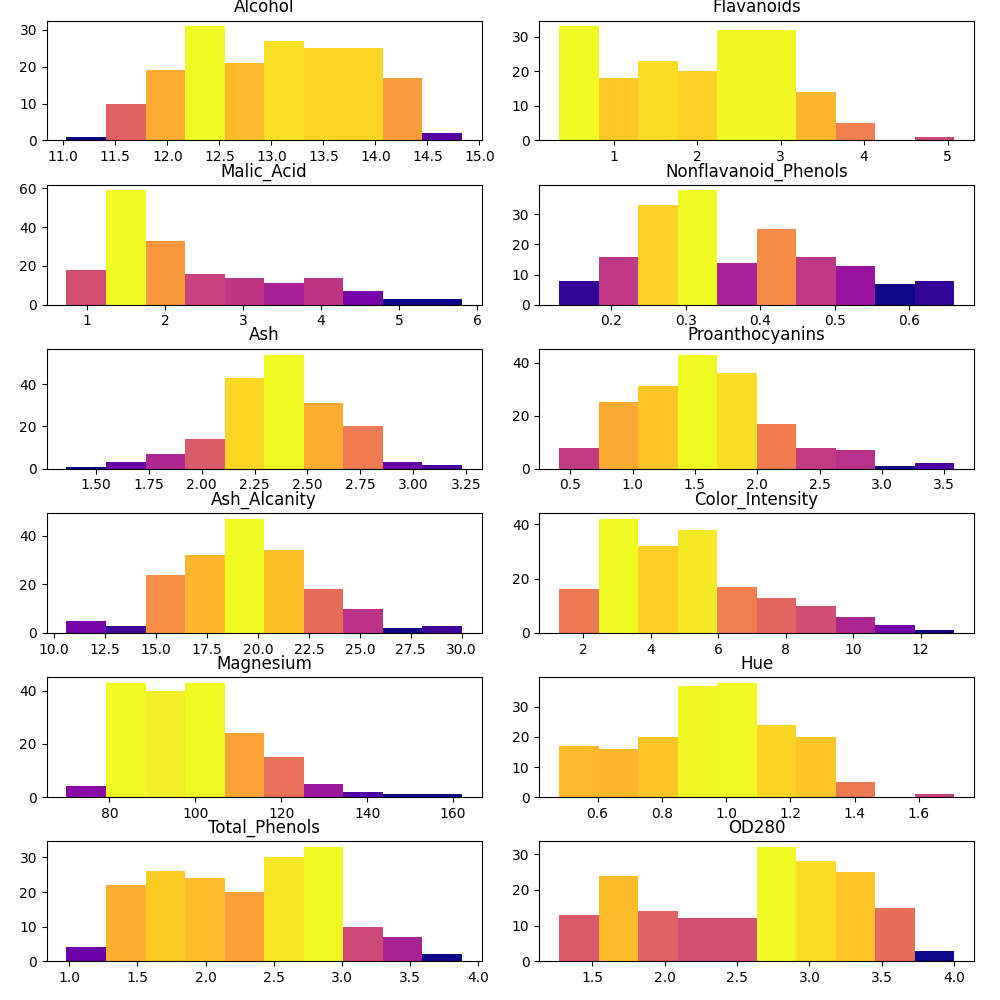 Alcohol
30
20
10
0
11.0 11.5 12.0 12.5 13.0 13.5 14.0 14.5 15.0
Flavanoids
30
20
10
0
1 2 3 4 5
Malic_Acid
60
40
20
0
1 2 3 4 5 6
Nonflavanoid_Phenols
30
20
10
0
0.2 0.3 0.4 0.5 0.6
Ash
40
20
0
1.50 1.75 2.00 2.25 2.50 2.75 3.00 3.25
Proanthocyanins
40
20
0
0.5 1.0 1.5 2.0 2.5 3.0 3.5
Ash_Alcanity
40
20
0
10.0 12.5 15.0 17.5 20.0 22.5 25.0 27.5 30.0
Color_Intensity
40
20
0
2 4 6 8 10 12
Magnesium
40
20
0
80 100 120 140 160
Hue
30
20
10
0
0.6 0.8 1.0 1.2 1.4 1.6
Total_Phenols
30
20
10
0
1.0 1.5 2.0 2.5 3.0 3.5 4.0
OD280
30
20
10
0
1.5 2.0 2.5 3.0 3.5 4.0